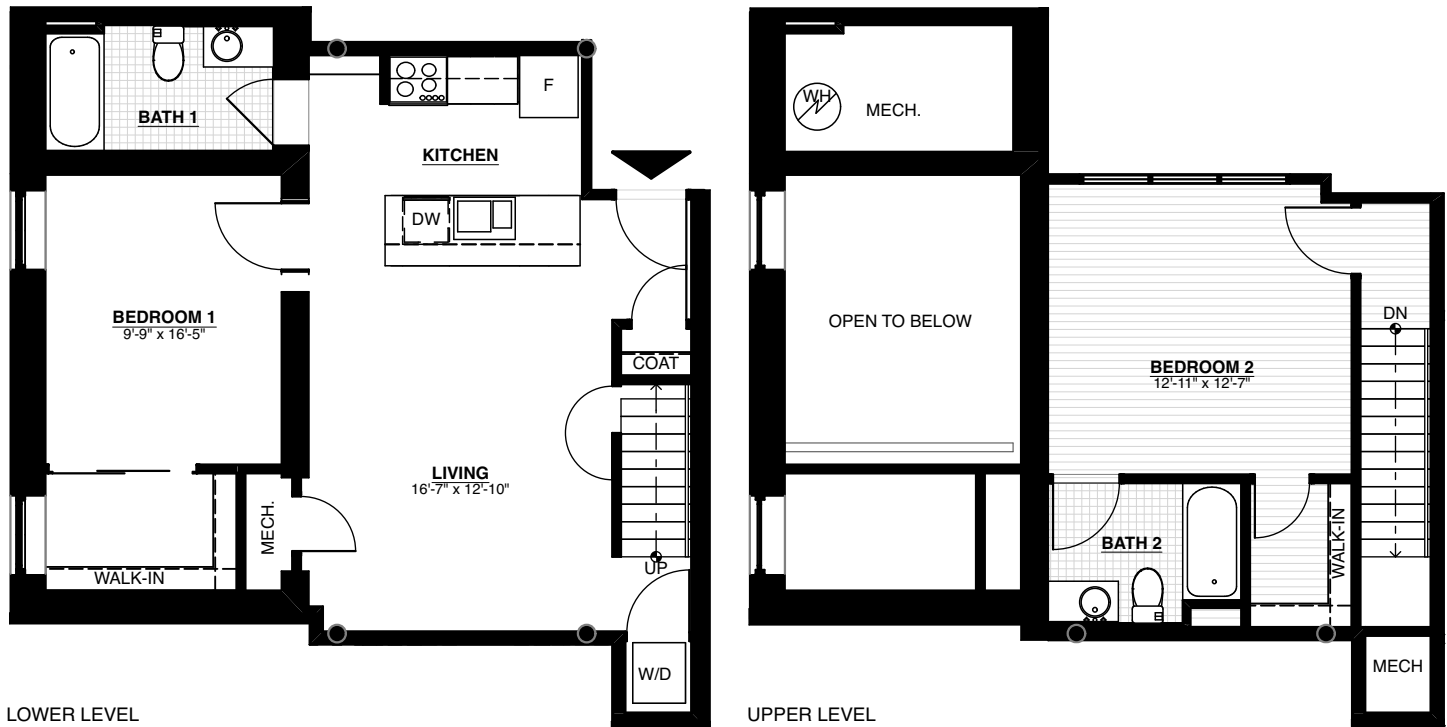 BATH 1
F
KITCHEN
DW
BEDROOM 1
9'-9" x 16'-5"
COAT
LIVING
16'-7" x 12'-10"
MECH.
WALK-IN
UP
W/D
LOWER LEVEL
WH
MECH.
OPEN TO BELOW
DN
BEDROOM 2
12'-11" x 12'-7"
BATH 2
WALK-IN
MECH
UPPER LEVEL